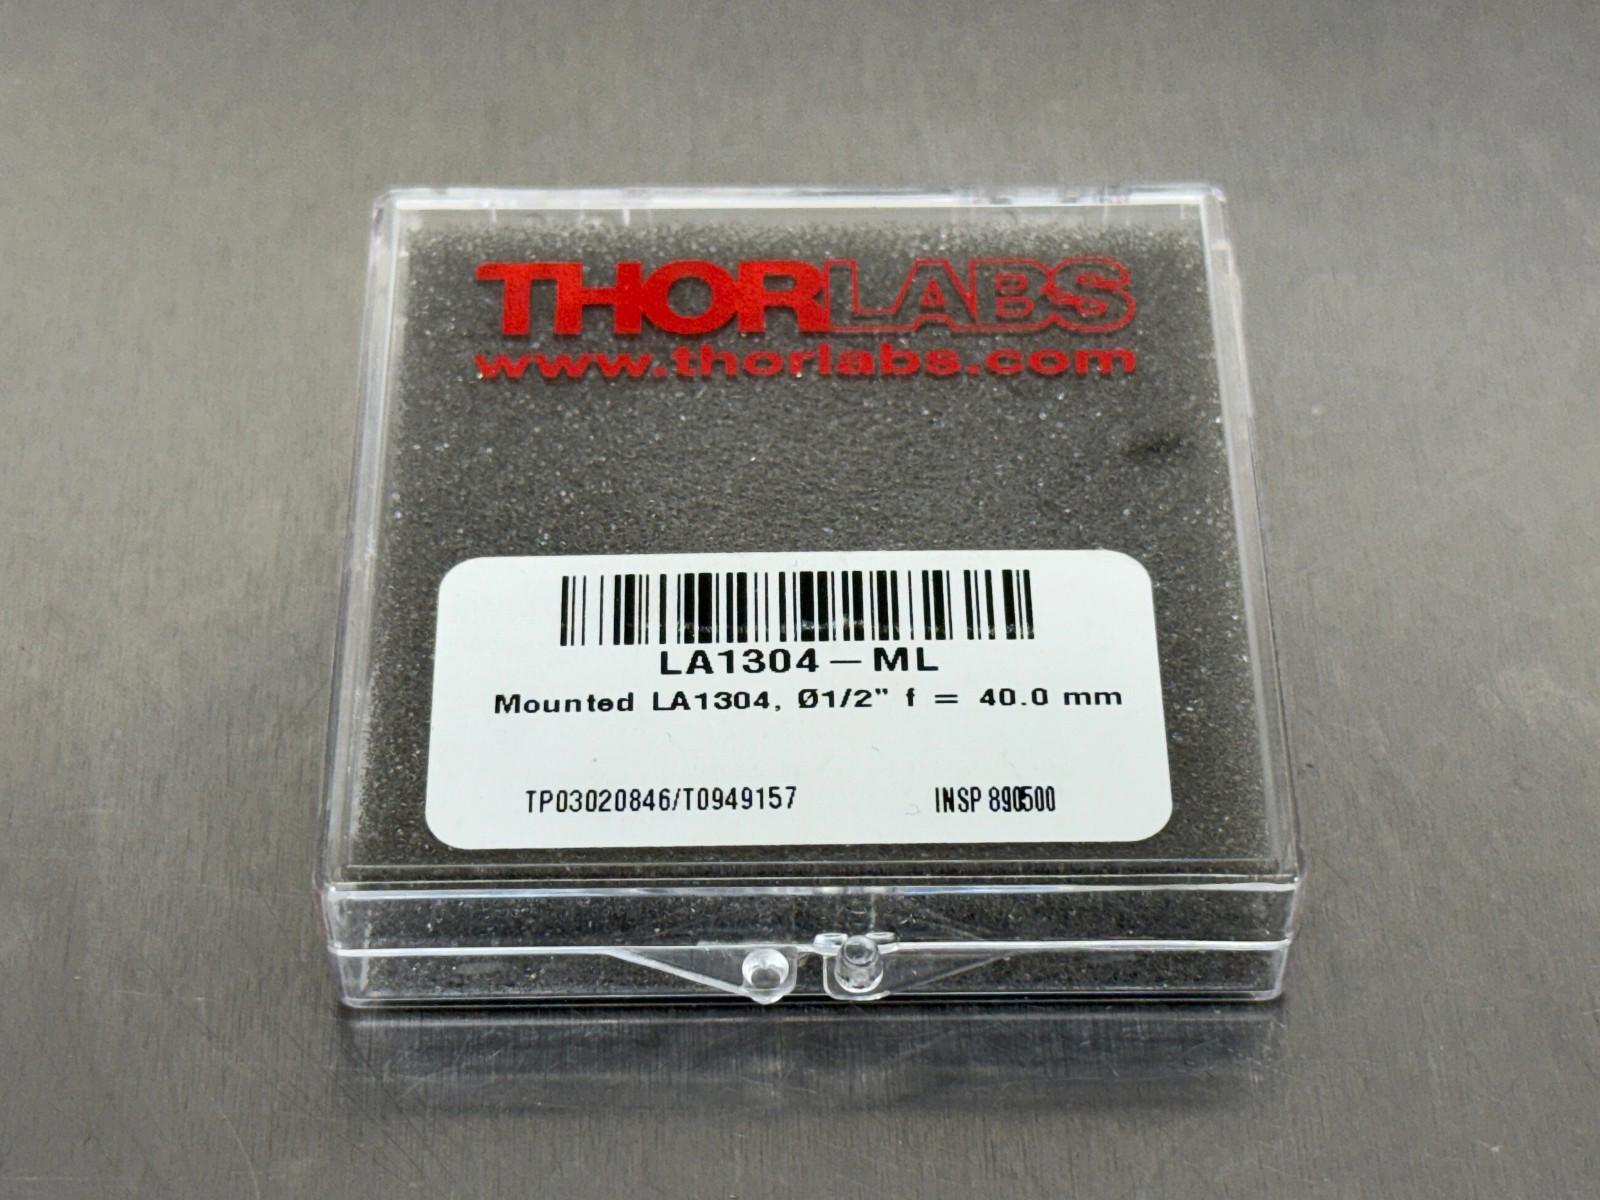 THORLABS
www.thorlabs.com
LA1304-ML
Mounted LA1304, Ø1/2" f = 40.0 mm
TP03020846/T0949157 INSP 890500